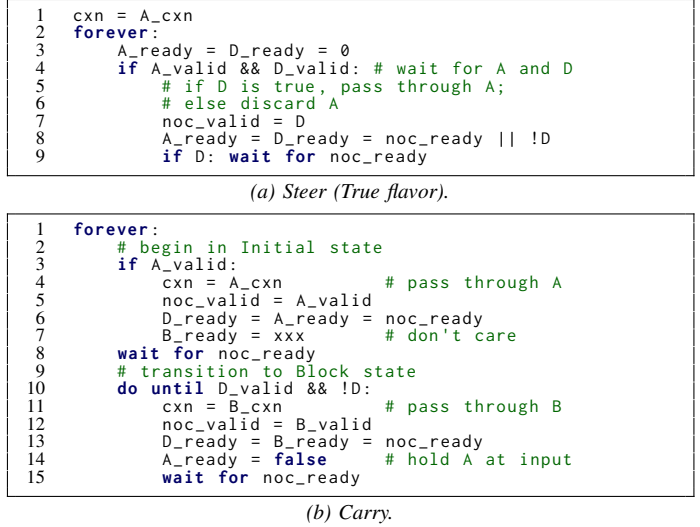 1 cxn = A_cxn
2 forever:
3     A_ready = D_ready = 0
4     if A_valid && D_valid: # wait for A and D
5         # if D is true, pass through A;
6         # else discard A
7         noc_valid = D
8         A_ready = D_ready = noc_ready || !D
9         if D: wait for noc_ready
(a) Steer (True flavor).
1 forever:
2     # begin in Initial state
3     if A_valid:
4         cxn = A_cxn         # pass through A
5         noc_valid = A_valid
6         D_ready = A_ready = noc_ready
7         B_ready = xxx       # don't care
8     wait for noc_ready
9     # transition to Block state
10     do until D_valid && !D:
11         cxn = B_cxn         # pass through B
12         noc_valid = B_valid
13         D_ready = B_ready = noc_ready
14         A_ready = false     # hold A at input
15         wait for noc_ready
(b) Carry.